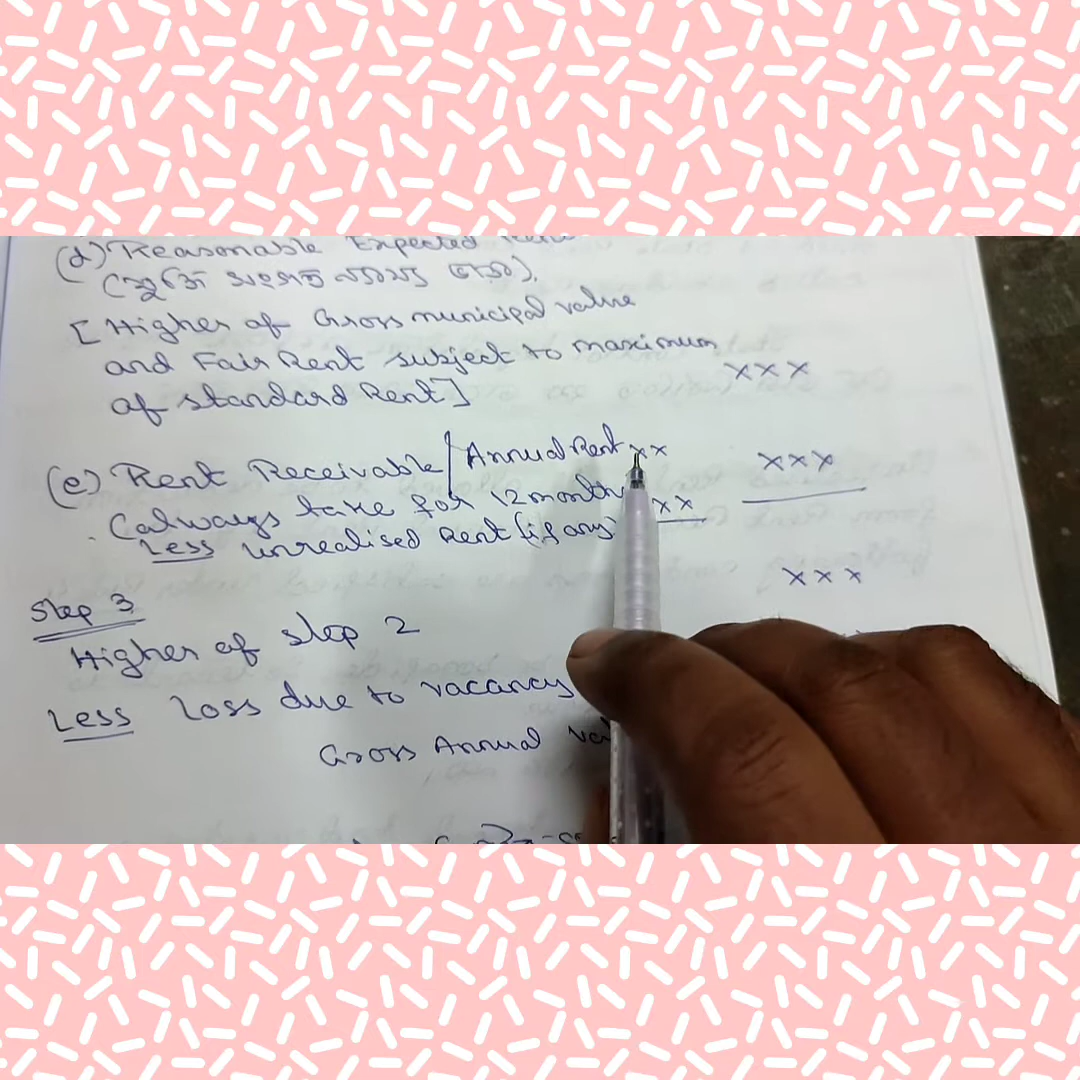 (d) Reasonable Expected Rent
[Higher of Gross municipal value
and Fair Rent subject to maximum
of standard Rent] xxx
(e) Rent Receivable / Annual Rent xx xxx
(always take for 12 months xx
Less unrealised Rent (if any)
xxx
Step 3
Higher of step 2
Less Loss due to vacancy
Gross Annual